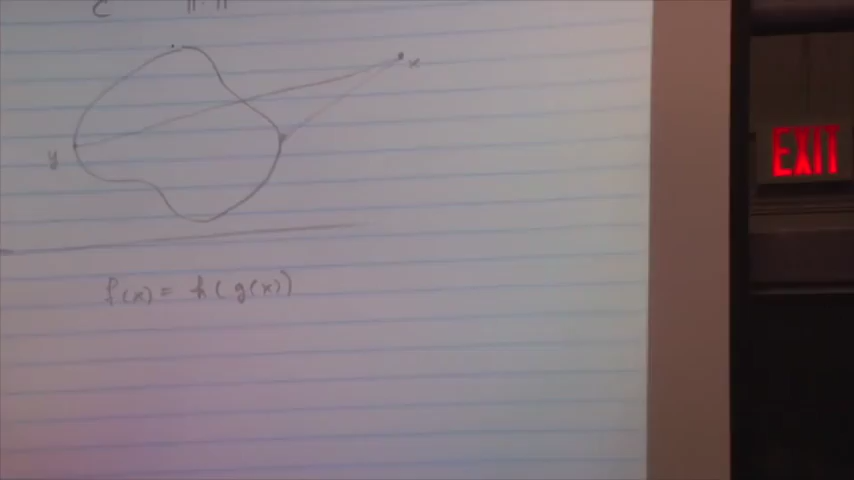 C ||·||
x
EXIT
y
f(x) = h(g(x))